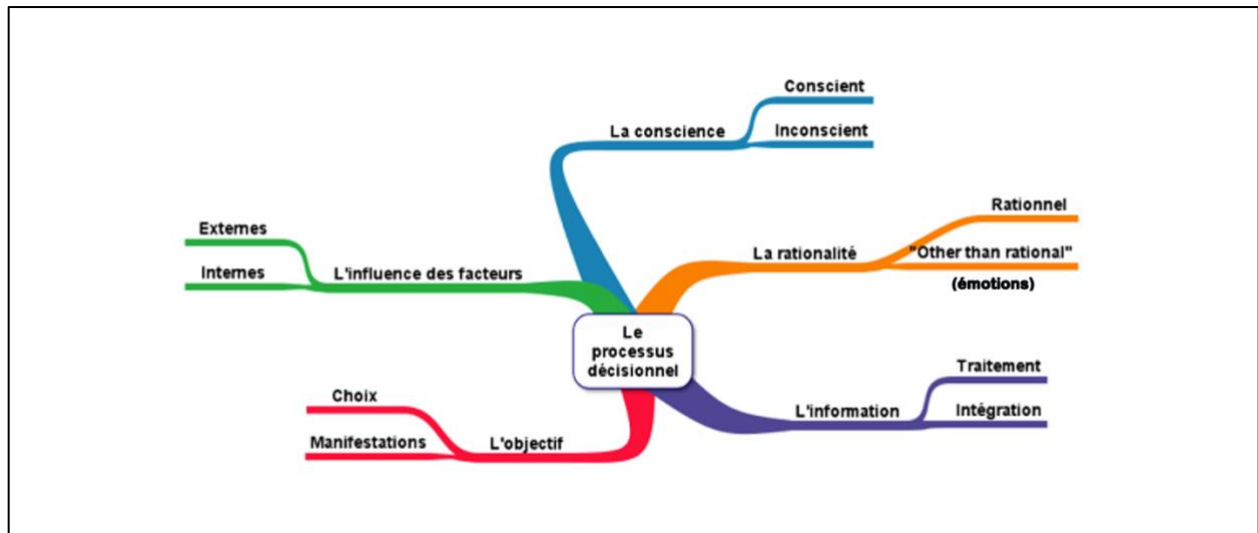 Conscient
La conscience
Inconscient
Rationnel
La rationalité
"Other than rational"
(émotions)
Externes
Internes
L'influence des facteurs
Le
processus
décisionnel
Traitement
L'information
Intégration
Choix
Manifestations
L'objectif